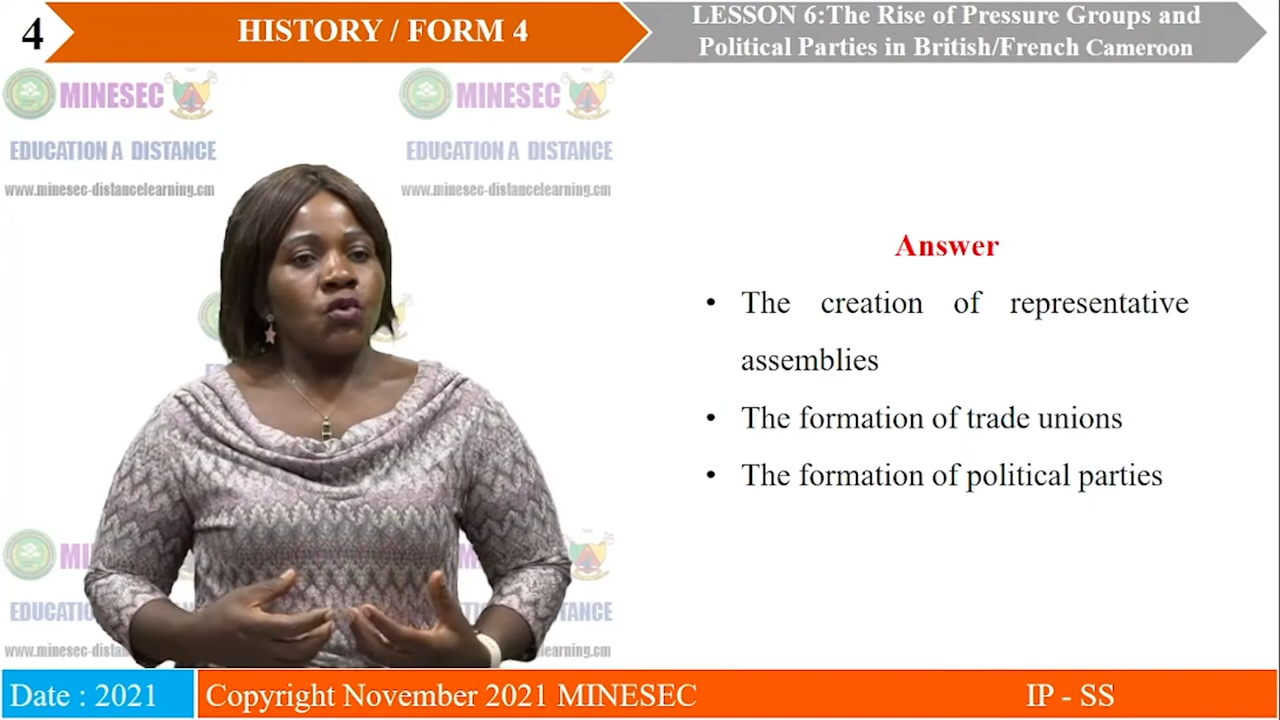 4
HISTORY / FORM 4
LESSON 6:The Rise of Pressure Groups and
Political Parties in British/French Cameroon
MINESEC
MINESEC
EDUCATION A DISTANCE
EDUCATION A DISTANCE
www.minesec-distancelearning.cm
www.minesec-distancelearning.cm
Answer
• The creation of representative
assemblies
• The formation of trade unions
• The formation of political parties
Date : 2021
Copyright November 2021 MINESEC
IP - SS